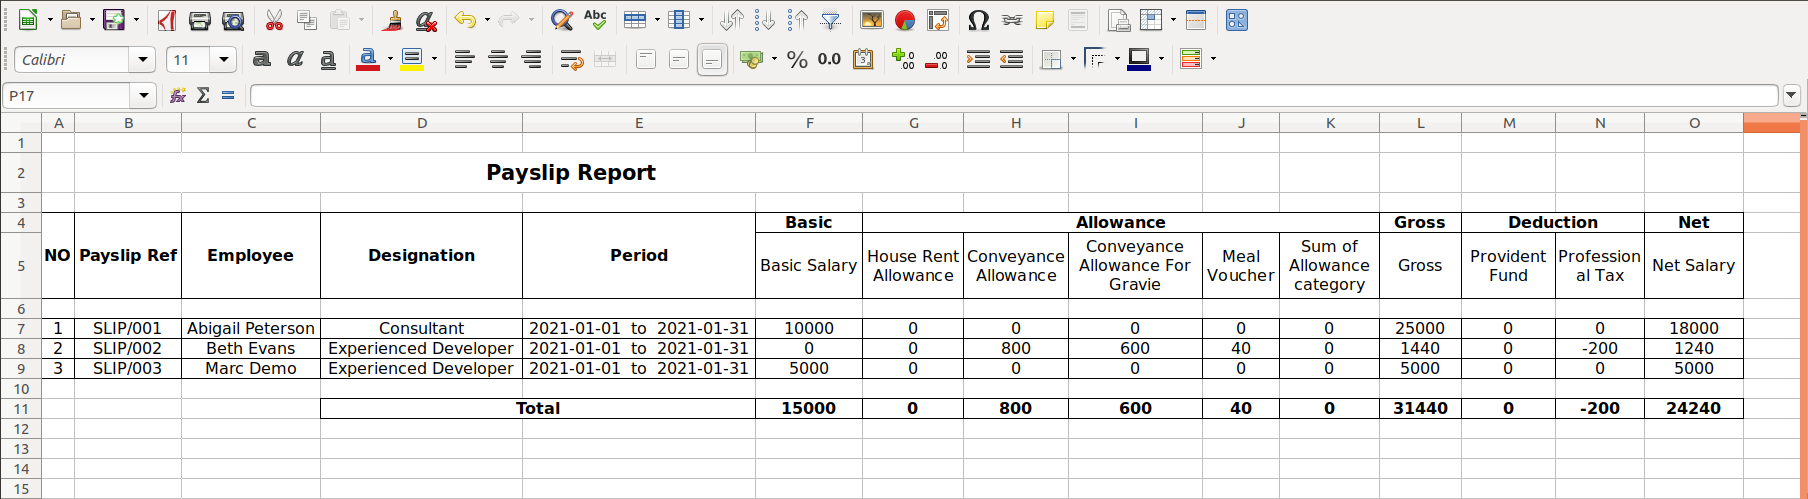 Calibri 11
P17
A B C D E F G H I J K L M N O
1
2 Payslip Report
3
4 Basic Allowance Gross Deduction Net
5 NO Payslip Ref Employee Designation Period Basic Salary House Rent Allowance Conveyance Allowance Conveyance Allowance For Gravie Meal Voucher Sum of Allowance category Gross Provident Fund Profession al Tax Net Salary
6
7 1 SLIP/001 Abigail Peterson Consultant 2021-01-01 to 2021-01-31 10000 0 0 0 0 0 25000 0 0 18000
8 2 SLIP/002 Beth Evans Experienced Developer 2021-01-01 to 2021-01-31 0 0 800 600 40 0 1440 0 -200 1240
9 3 SLIP/003 Marc Demo Experienced Developer 2021-01-01 to 2021-01-31 5000 0 0 0 0 0 5000 0 0 5000
10
11 Total 15000 0 800 600 40 0 31440 0 -200 24240
12
13
14
15